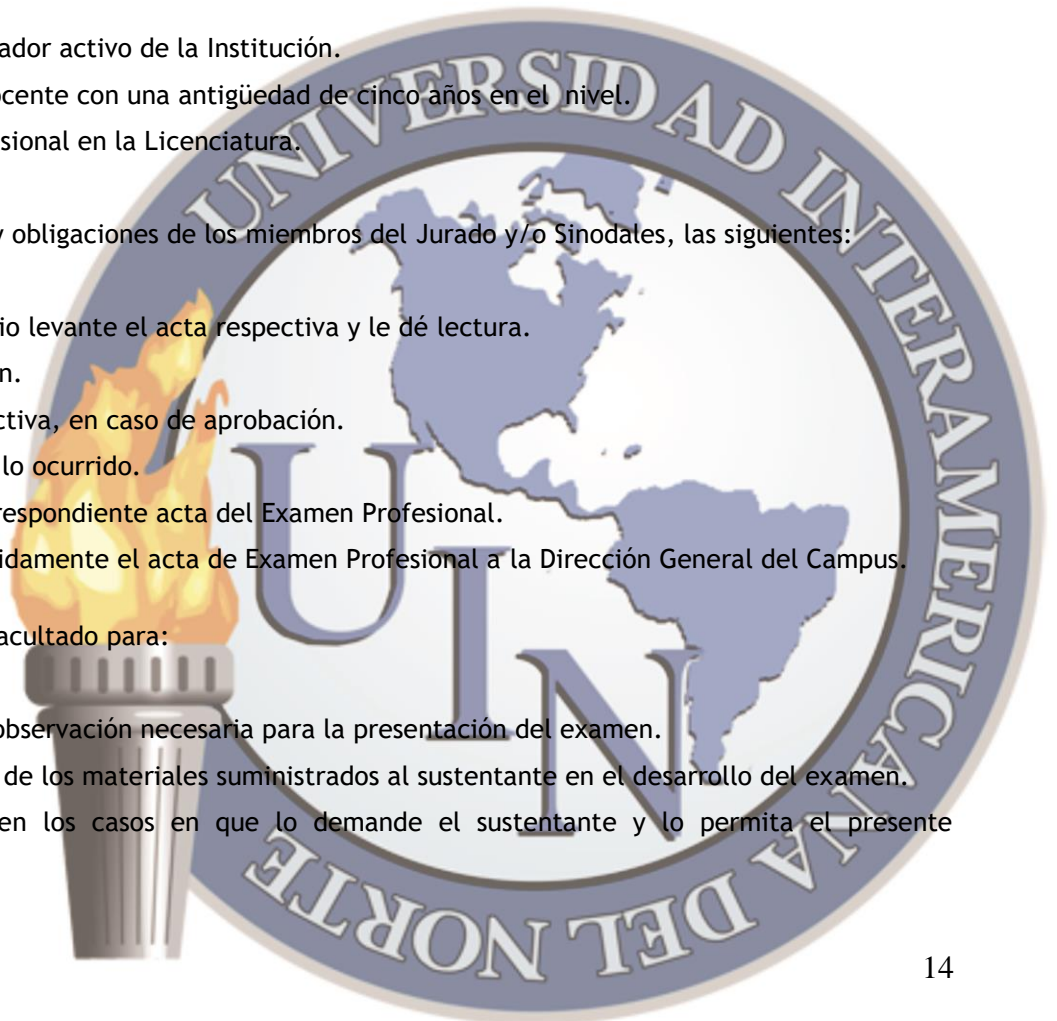 ador activo de la Institución.
ocente con una antigüedad de cinco años en el nivel.
sional en la Licenciatura.
y obligaciones de los miembros del Jurado y/o Sinodales, las siguientes:
io levante el acta respectiva y le dé lectura.
n.
ctiva, en caso de aprobación.
lo ocurrido.
respondiente acta del Examen Profesional.
idamente el acta de Examen Profesional a la Dirección General del Campus.
acultado para:
observación necesaria para la presentación del examen.
de los materiales suministrados al sustentante en el desarrollo del examen.
en los casos en que lo demande el sustentante y lo permita el presente
14
UNIVERSIDAD INTERAMERICANA DEL NORTE
UIN